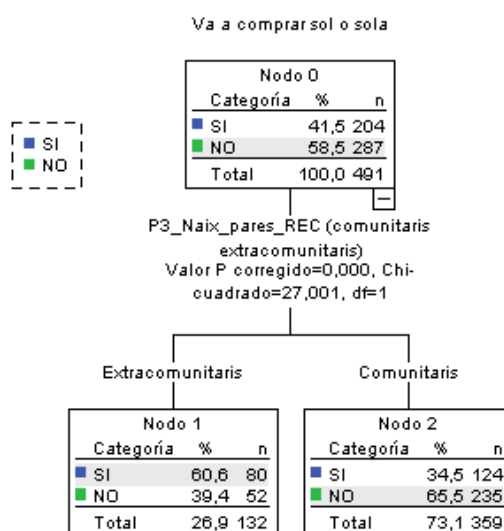 Va a comprar sol o sola
Nodo 0
Categoría % n
SI 41,5 204
NO 58,5 287
Total 100,0 491
SI
NO
P3_Naix_pares_REC (comunitaris
extracomunitaris)
Valor P corregido=0,000, Chi-
cuadrado=27,001, df=1
Extracomunitaris
Comunitaris
Nodo 1
Categoría % n
SI 60,6 80
NO 39,4 52
Total 26,9 132
Nodo 2
Categoría % n
SI 34,5 124
NO 65,5 235
Total 73,1 359